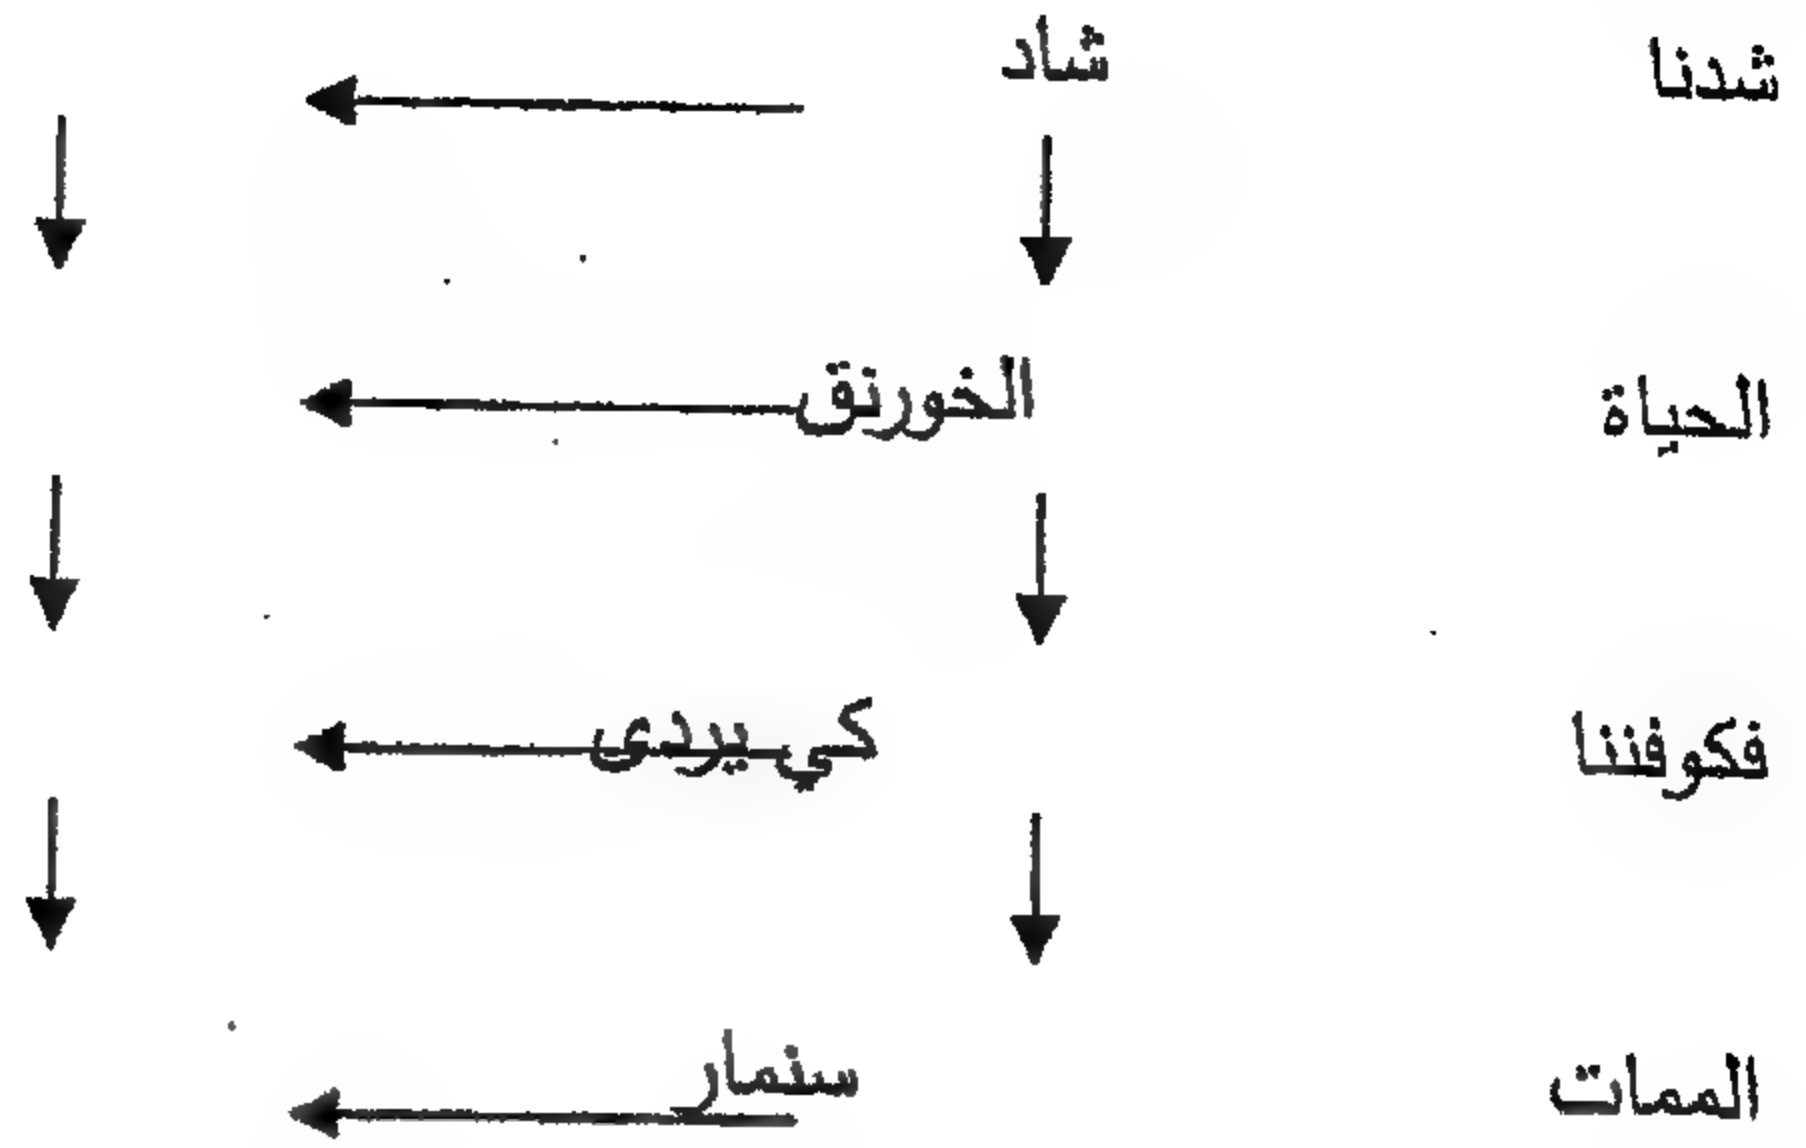 شدنا شاد
الحياة الخورنق
فكوفننا كي يردى
الممات سنمار